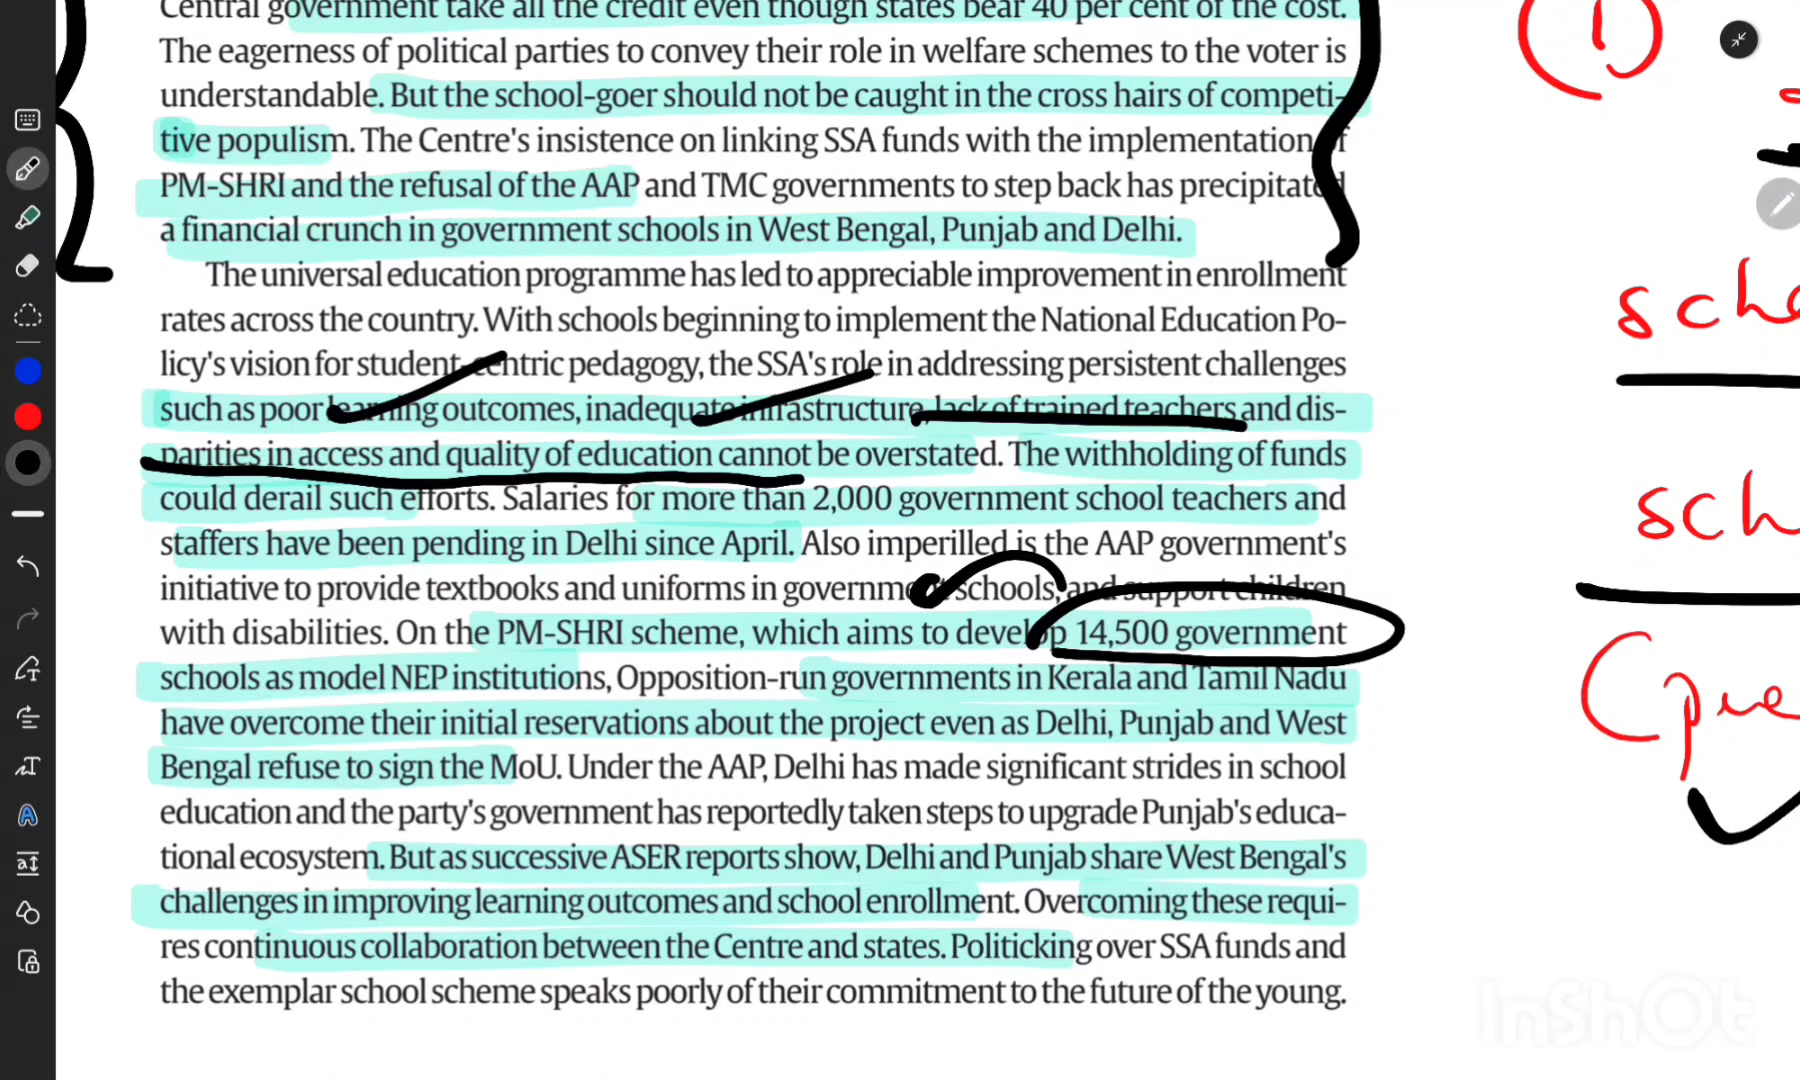 Central government take all the credit even though states bear 40 per cent of the cost.
The eagerness of political parties to convey their role in welfare schemes to the voter is
understandable. But the school-goer should not be caught in the cross hairs of competi-
tive populism. The Centre's insistence on linking SSA funds with the implementation of
PM-SHRI and the refusal of the AAP and TMC governments to step back has precipitated
a financial crunch in government schools in West Bengal, Punjab and Delhi.
The universal education programme has led to appreciable improvement in enrollment
rates across the country. With schools beginning to implement the National Education Po-
licy's vision for student-centric pedagogy, the SSA's role in addressing persistent challenges
such as poor learning outcomes, inadequate infrastructure, lack of trained teachers and dis-
parities in access and quality of education cannot be overstated. The withholding of funds
could derail such efforts. Salaries for more than 2,000 government school teachers and
staffers have been pending in Delhi since April. Also imperilled is the AAP government's
initiative to provide textbooks and uniforms in government schools, and support children
with disabilities. On the PM-SHRI scheme, which aims to develop 14,500 government
schools as model NEP institutions, Opposition-run governments in Kerala and Tamil Nadu
have overcome their initial reservations about the project even as Delhi, Punjab and West
Bengal refuse to sign the MoU. Under the AAP, Delhi has made significant strides in school
education and the party's government has reportedly taken steps to upgrade Punjab's educa-
tional ecosystem. But as successive ASER reports show, Delhi and Punjab share West Bengal's
challenges in improving learning outcomes and school enrollment. Overcoming these requi-
res continuous collaboration between the Centre and states. Politicking over SSA funds and
the exemplar school scheme speaks poorly of their commitment to the future of the young.
(1)
sch
sch
InShOt